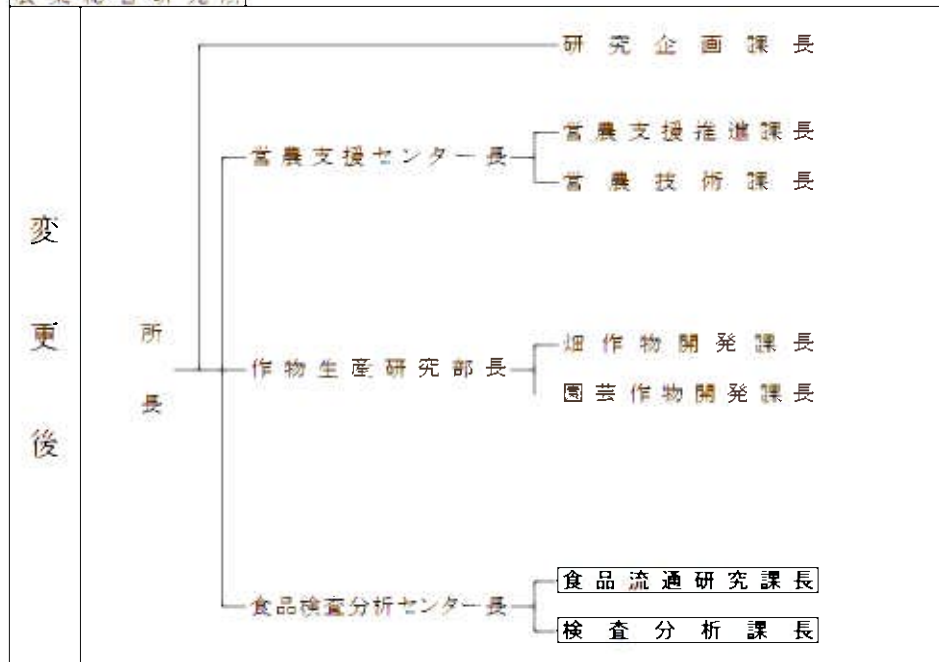 変更後
所長
研究企画課長
営農支援センター長
営農支援推進課長
営農技術課長
作物生産研究部長
畑作物開発課長
園芸作物開発課長
食品検査分析センター長
食品流通研究課長
検査分析課長